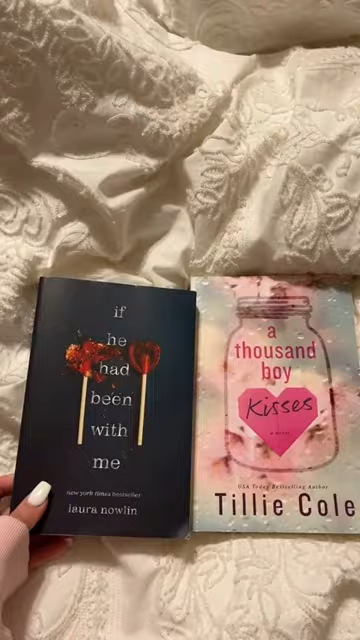 if
he
had
been
with
me
new york times bestseller
laura nowlin
a
thousand
boy
Kisses
a novel
USA Today Bestselling Author
Tillie Cole